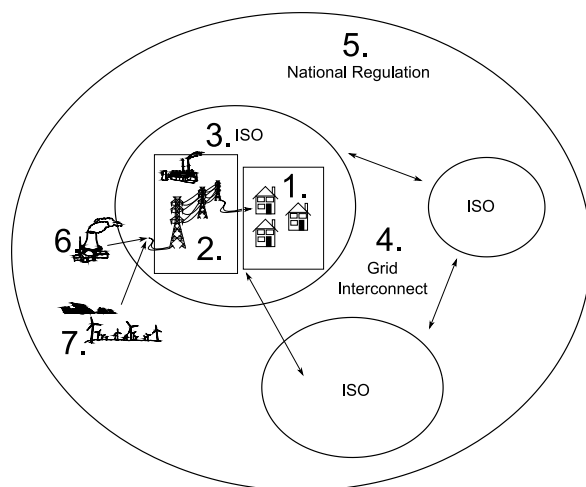 5.
National Regulation
3. ISO
1.
ISO
2.
4.
6.
Grid
Interconnect
7.
ISO